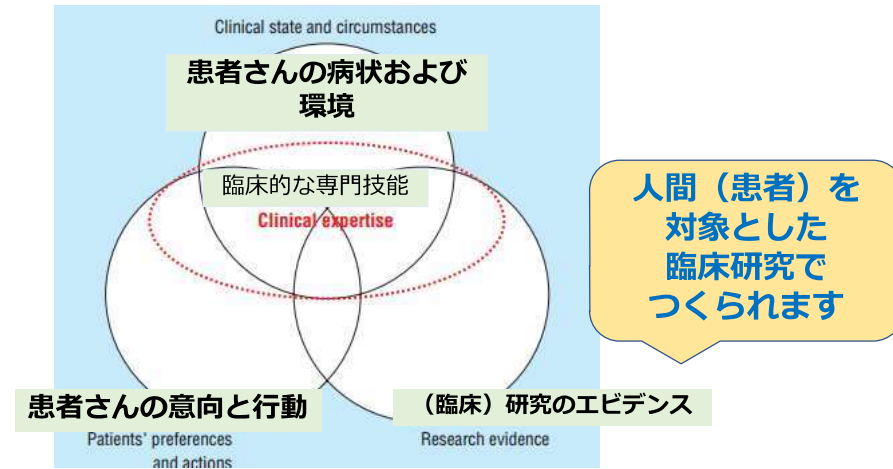 Clinical state and circumstances
患者さんの病状および
環境
臨床的な専門技能
Clinical expertise
人間（患者）を
対象とした
臨床研究で
つくられます
患者さんの意向と行動
（臨床）研究のエビデンス
Patients' preferences
and actions
Research evidence